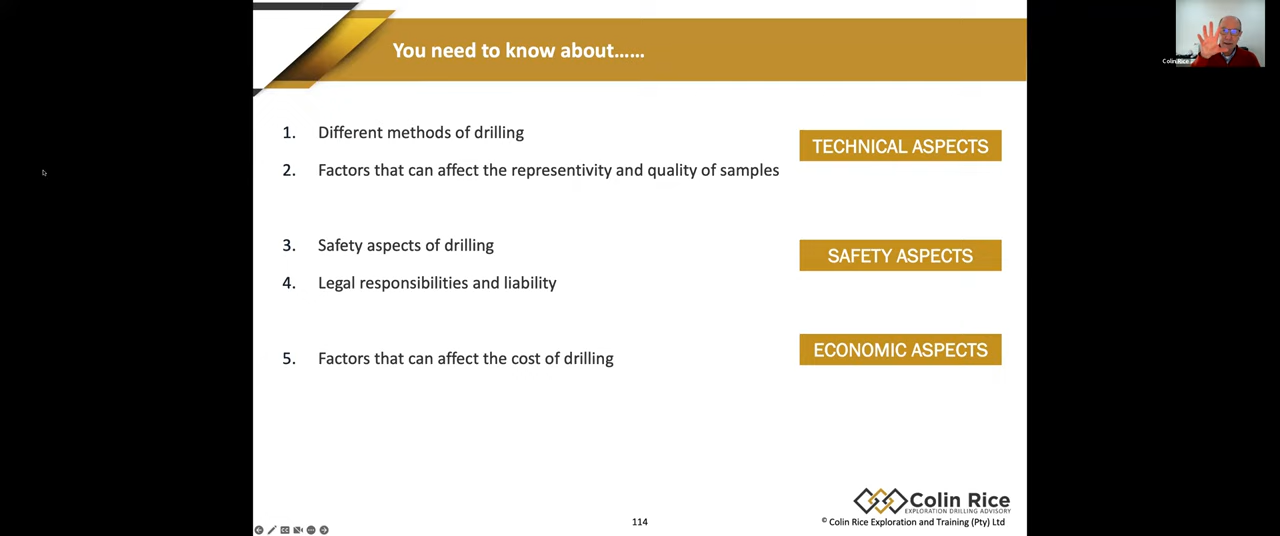 You need to know about......
Colin Rice
1. Different methods of drilling
TECHNICAL ASPECTS
2. Factors that can affect the representivity and quality of samples
3. Safety aspects of drilling
SAFETY ASPECTS
4. Legal responsibilities and liability
5. Factors that can affect the cost of drilling
ECONOMIC ASPECTS
Colin Rice
EXPLORATION DRILLING ADVISORY
114
© Colin Rice Exploration and Training (Pty) Ltd